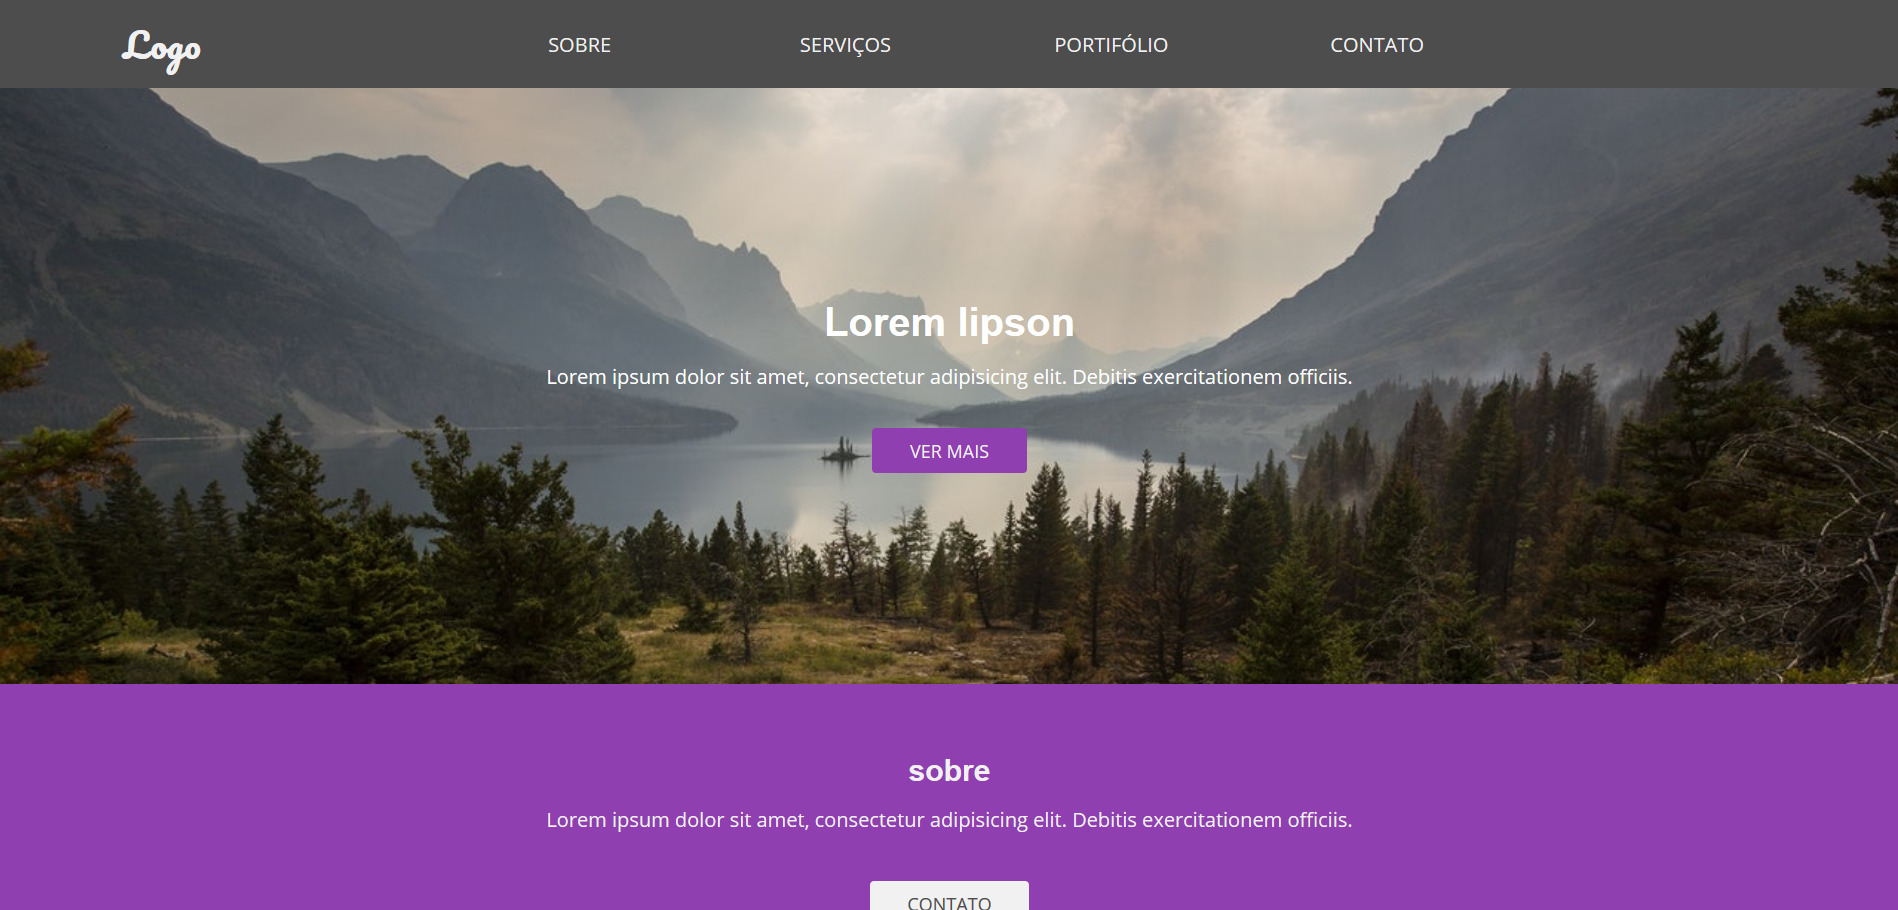 Logo
SOBRE SERVIÇOS PORTIFÓLIO CONTATO
Lorem lipson
Lorem ipsum dolor sit amet, consectetur adipisicing elit. Debitis exercitationem officiis.
VER MAIS
sobre
Lorem ipsum dolor sit amet, consectetur adipisicing elit. Debitis exercitationem officiis.
CONTATO